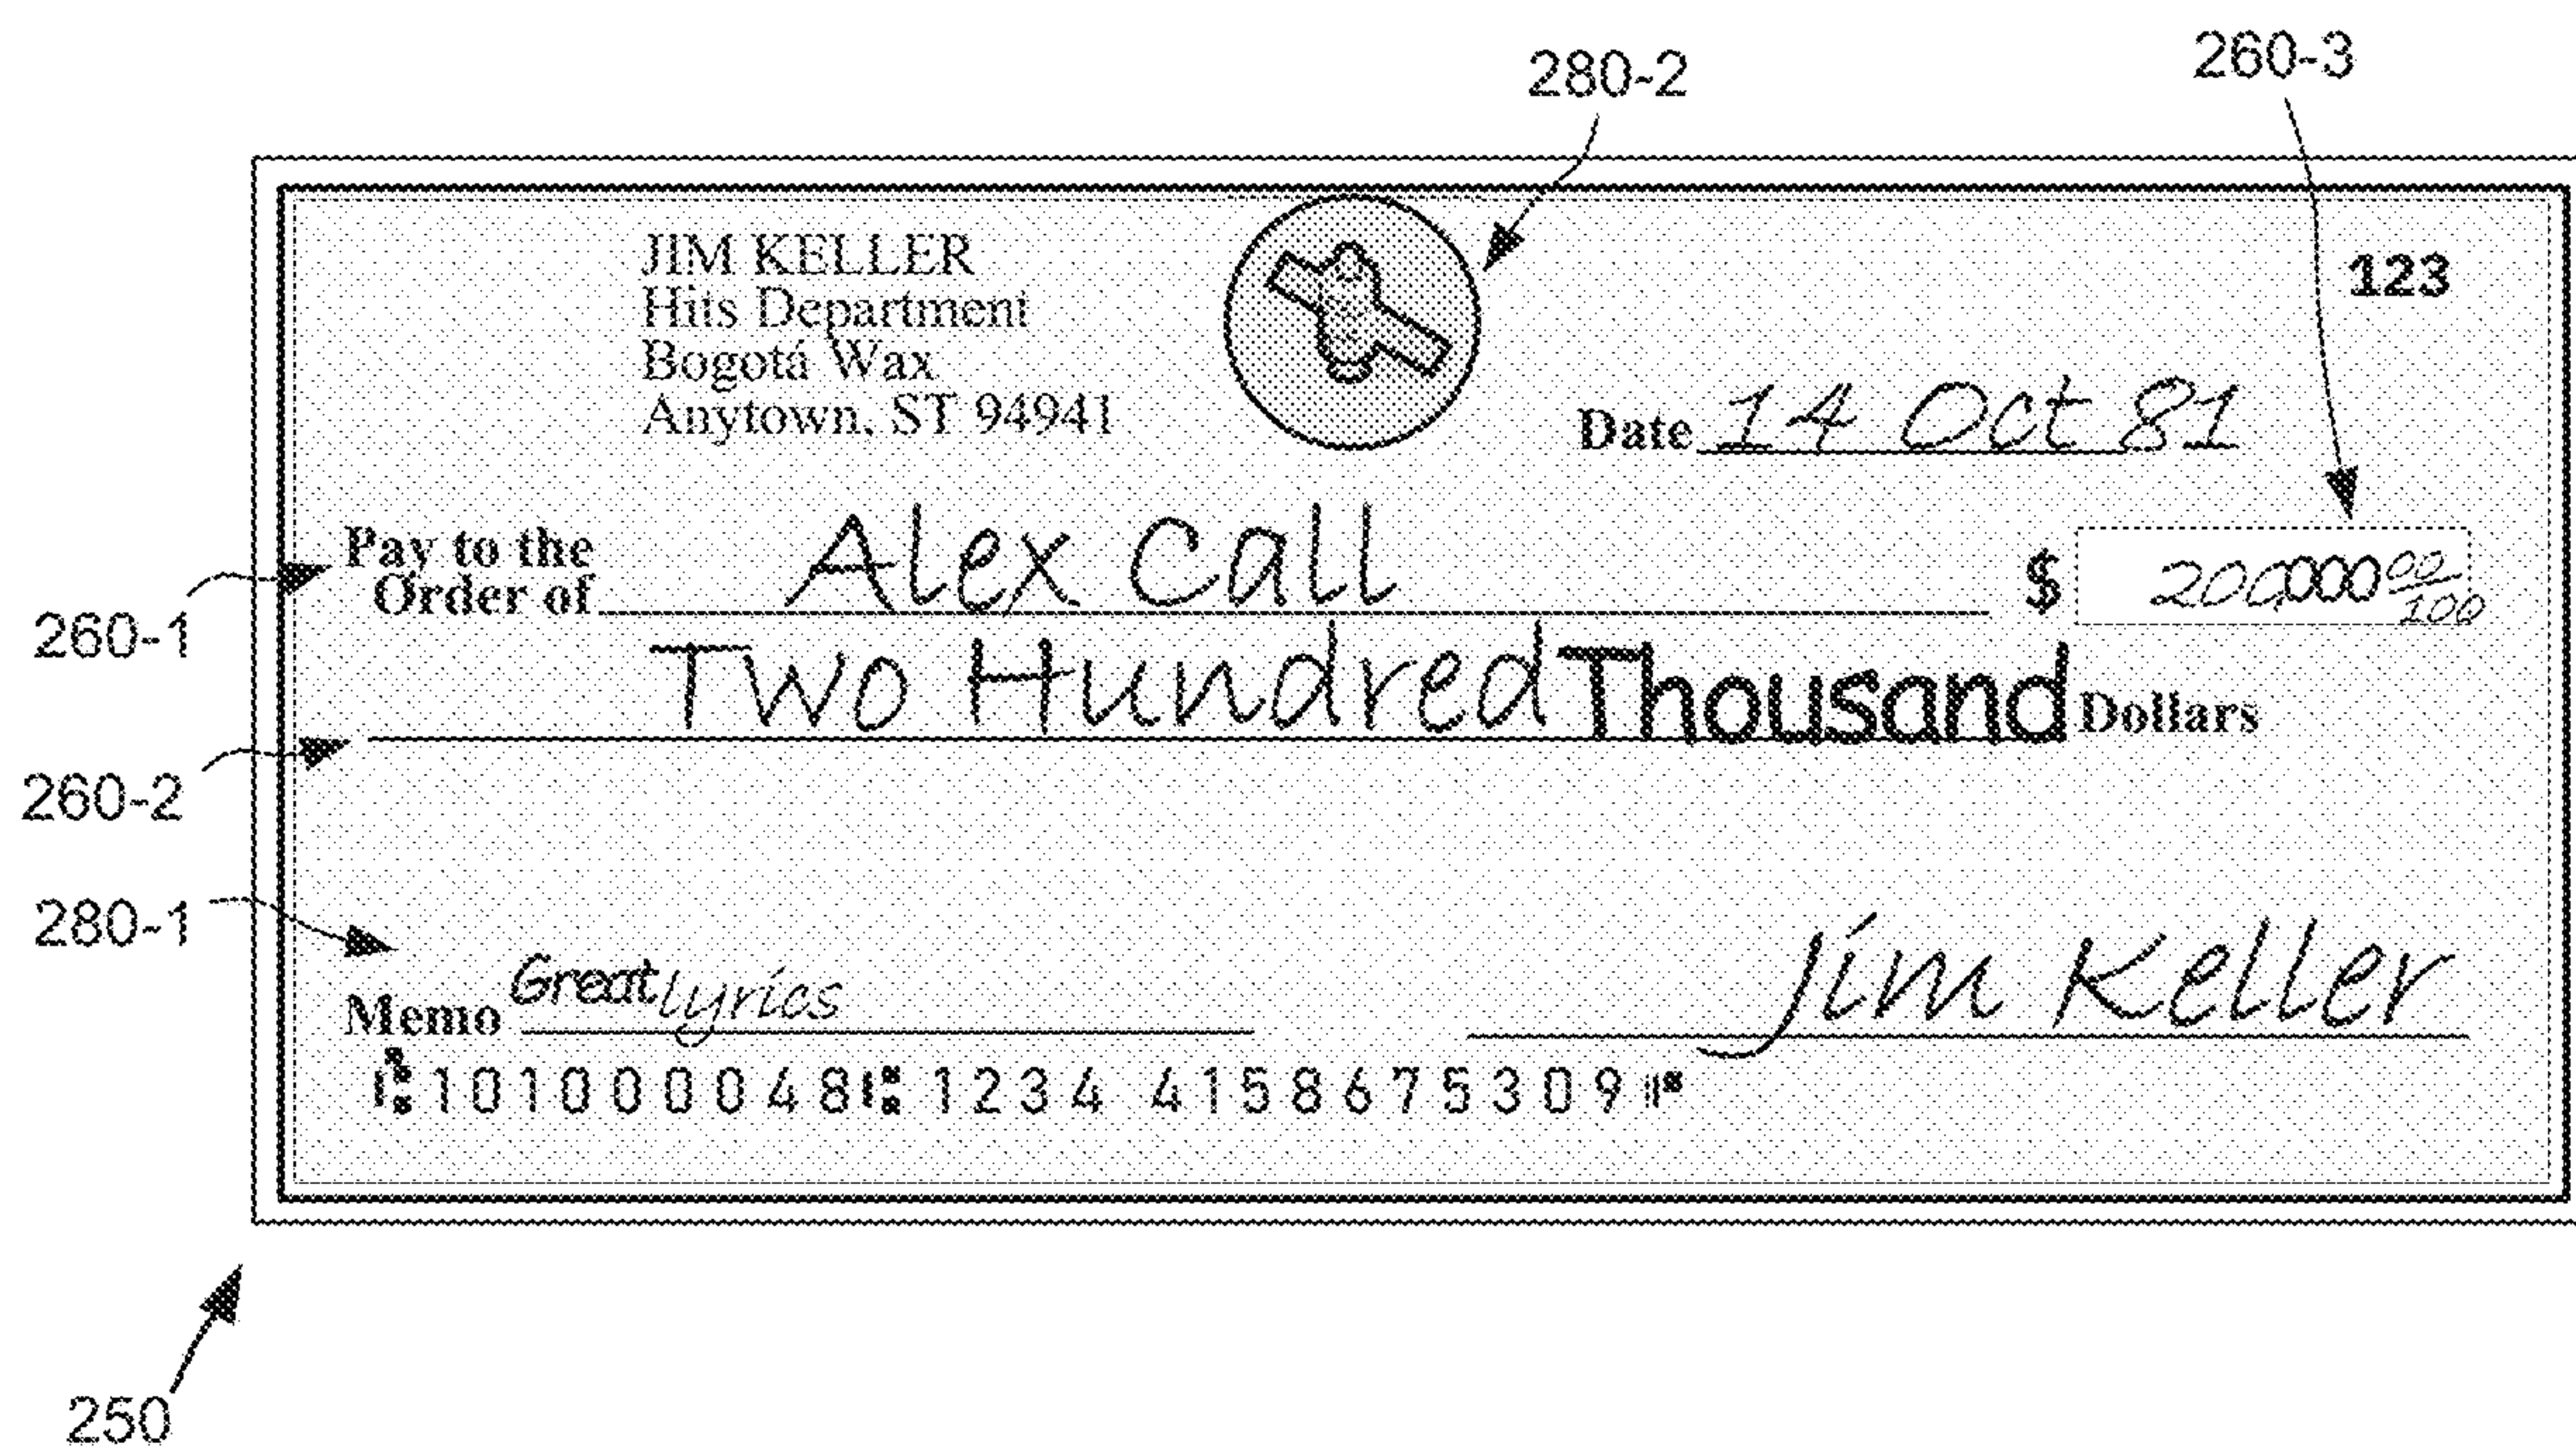 280-2
260-3
JIM KELLER
Hits Department
Bogotá Wax
Anytown, ST 94941
123
Date 14 Oct 81
Pay to the
Order of Alex Call $ 200,000 00/100
260-1
Two Hundred Thousand Dollars
260-2
280-1
Memo Great lyrics Jim Keller
⑆101000048⑆1234 4158675309⑈
250